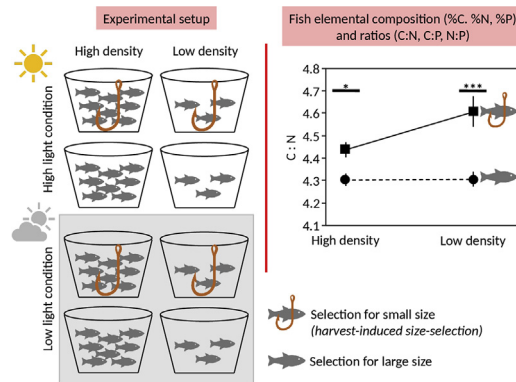 Experimental setup
High density
Low density
High light condition
Low light condition
Fish elemental composition (%C. %N, %P)
and ratios (C:N, C:P, N:P)
4.8
4.7
4.6
4.5
4.4
4.3
4.2
4.1
C : N
*
***
High density
Low density
Selection for small size
(harvest-induced size-selection)
Selection for large size